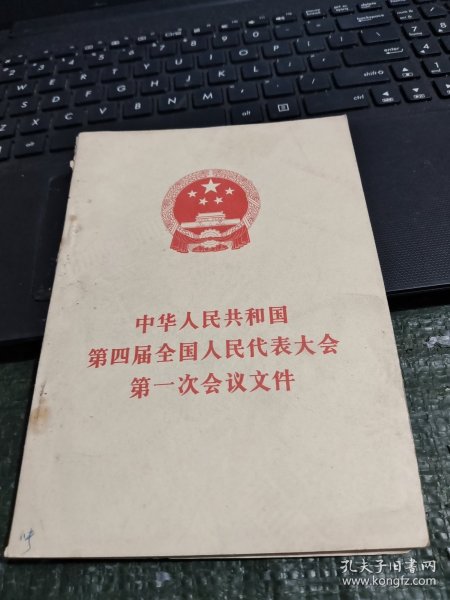 中华人民共和国
第四届全国人民代表大会
第一次会议文件
孔夫子旧书网
www.kongfz.com